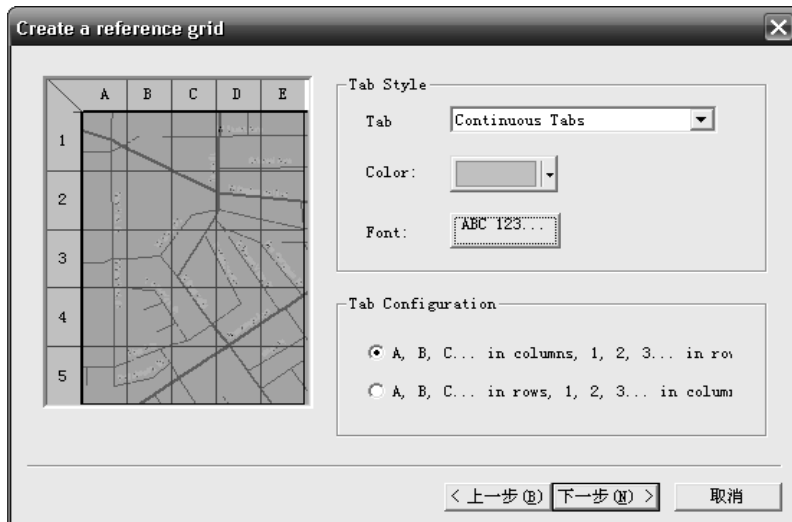 Create a reference grid
A B C D E
1
2
3
4
5
Tab Style
Tab Continuous Tabs
Color:
Font: ABC 123...
Tab Configuration
A, B, C... in columns, 1, 2, 3... in
A, B, C... in rows, 1, 2, 3... in
< 上一步(B) 下一步(N) > 取消